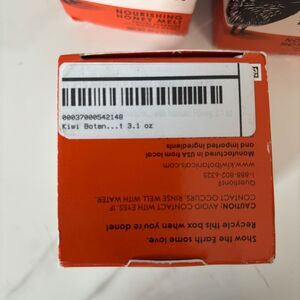 NOURISHING
HONEY MELT
00037000542148
Kiwi Botan...t 3.1 oz
Show the Earth some love.
Recycle this box when you're done!
CAUTION: AVOID CONTACT WITH EYES. IF
CONTACT OCCURS, RINSE WELL WITH WATER.
Questions?
1-888-802-6325
www.kiwibotanicals.com
Manufactured in USA from local
and imported ingredients